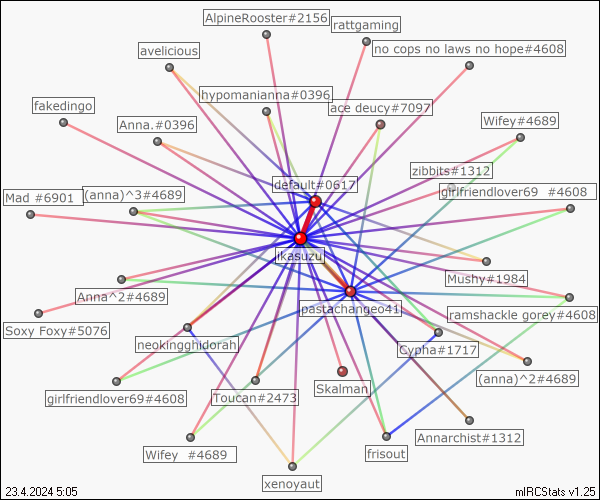 AlpineRooster#2156
rattgaming
avelicious
no cops no laws no hope#4608
hypomanianna#0396
ace deucy#7097
fakedingo
Anna.#0396
Wifey#4689
zibbits#1312
default#0617
Mad #6901
(anna)^3#4689
girlfriendlover69 #4608
ikasuzu
Mushy#1984
Anna^2#4689
pastachangeo41
ramshackle gorey#4608
Soxy Foxy#5076
neokingghidorah
Cypha#1717
(anna)^2#4689
Skalman
girlfriendlover69#4608
Toucan#2473
Annarchist#1312
Wifey #4689
frisout
xenoyaut
23.4.2024 5:05
mIRCStats v1.25